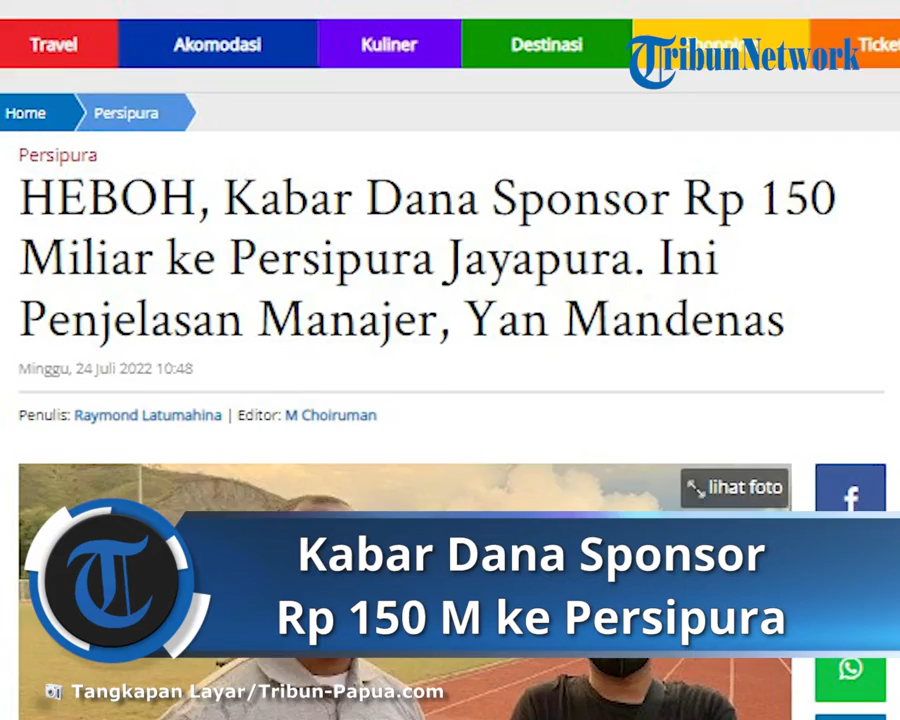 Travel Akomodasi Kuliner Destinasi Shopping Ticket
TribunNetwork
Home Persipura
Persipura
HEBOH, Kabar Dana Sponsor Rp 150
Miliar ke Persipura Jayapura. Ini
Penjelasan Manajer, Yan Mandenas
Minggu, 24 Juli 2022 10:48
Penulis: Raymond Latumahina | Editor: M Choiruman
lihat foto
f
T
Kabar Dana Sponsor
Rp 150 M ke Persipura
Tangkapan Layar/Tribun-Papua.com